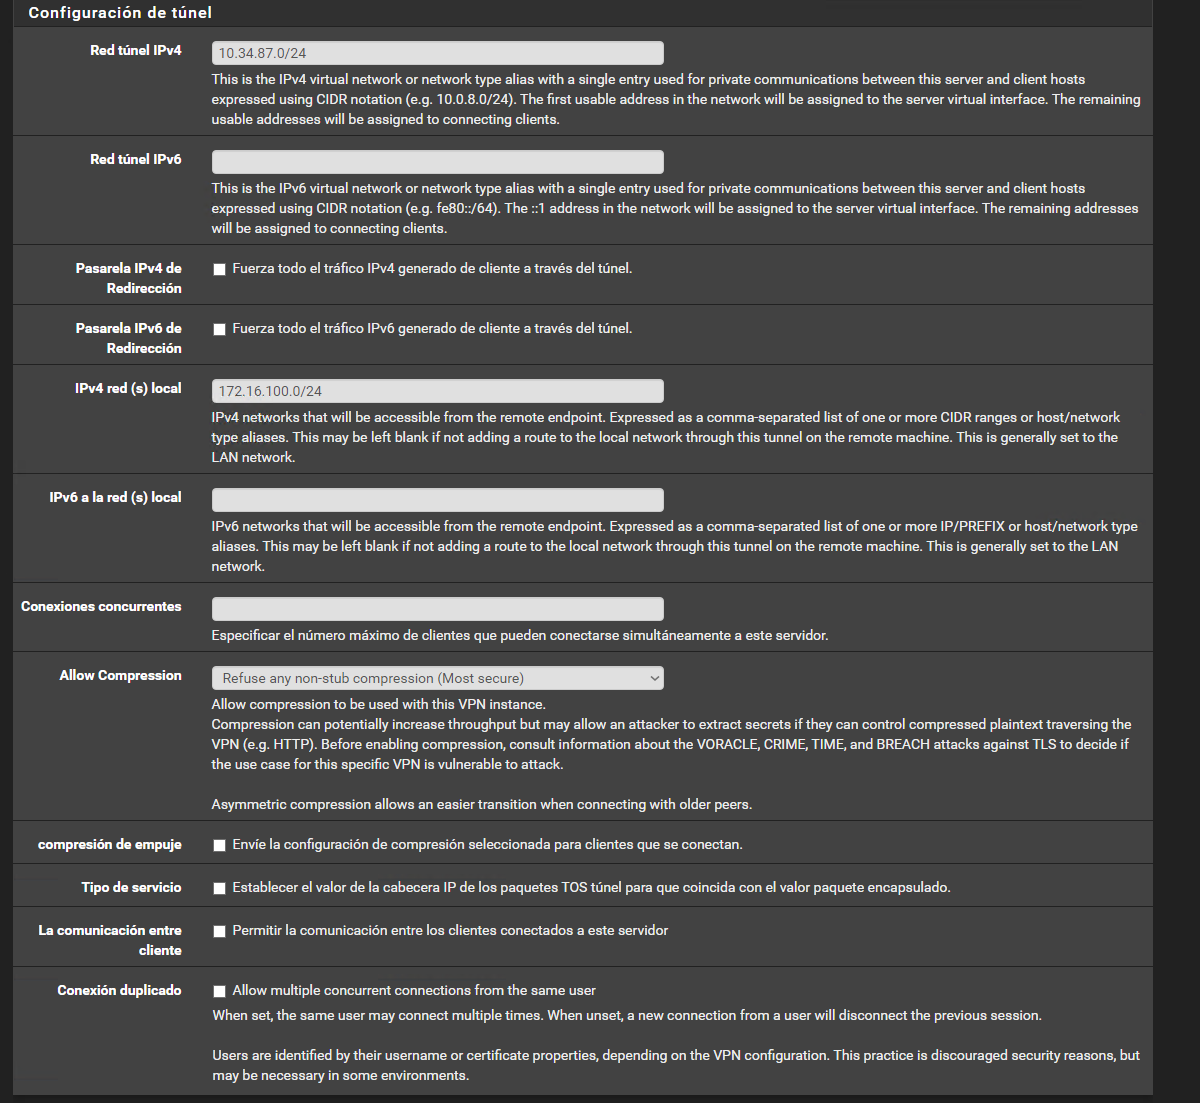 Configuración de túnel
Red túnel IPv4
10.34.87.0/24
This is the IPv4 virtual network or network type alias with a single entry used for private communications between this server and client hosts
expressed using CIDR notation (e.g. 10.0.8.0/24). The first usable address in the network will be assigned to the server virtual interface. The remaining
usable addresses will be assigned to connecting clients.
Red túnel IPv6
This is the IPv6 virtual network or network type alias with a single entry used for private communications between this server and client hosts
expressed using CIDR notation (e.g. fe80::/64). The ::1 address in the network will be assigned to the server virtual interface. The remaining addresses
will be assigned to connecting clients.
Pasarela IPv4 de
Redirección
Fuerza todo el tráfico IPv4 generado de cliente a través del túnel.
Pasarela IPv6 de
Redirección
Fuerza todo el tráfico IPv6 generado de cliente a través del túnel.
IPv4 red (s) local
172.16.100.0/24
IPv4 networks that will be accessible from the remote endpoint. Expressed as a comma-separated list of one or more CIDR ranges or host/network
type aliases. This may be left blank if not adding a route to the local network through this tunnel on the remote machine. This is generally set to the
LAN network.
IPv6 a la red (s) local
IPv6 networks that will be accessible from the remote endpoint. Expressed as a comma-separated list of one or more IP/PREFIX or host/network type
aliases. This may be left blank if not adding a route to the local network through this tunnel on the remote machine. This is generally set to the LAN
network.
Conexiones concurrentes
Especificar el número máximo de clientes que pueden conectarse simultáneamente a este servidor.
Allow Compression
Refuse any non-stub compression (Most secure)
Allow compression to be used with this VPN instance.
Compression can potentially increase throughput but may allow an attacker to extract secrets if they can control compressed plaintext traversing the
VPN (e.g. HTTP). Before enabling compression, consult information about the VORACLE, CRIME, TIME, and BREACH attacks against TLS to decide if
the use case for this specific VPN is vulnerable to attack.
Asymmetric compression allows an easier transition when connecting with older peers.
compresión de empuje
Envíe la configuración de compresión seleccionada para clientes que se conectan.
Tipo de servicio
Establecer el valor de la cabecera IP de los paquetes TOS túnel para que coincida con el valor paquete encapsulado.
La comunicación entre
cliente
Permitir la comunicación entre los clientes conectados a este servidor
Conexión duplicado
Allow multiple concurrent connections from the same user
When set, the same user may connect multiple times. When unset, a new connection from a user will disconnect the previous session.
Users are identified by their username or certificate properties, depending on the VPN configuration. This practice is discouraged security reasons, but
may be necessary in some environments.